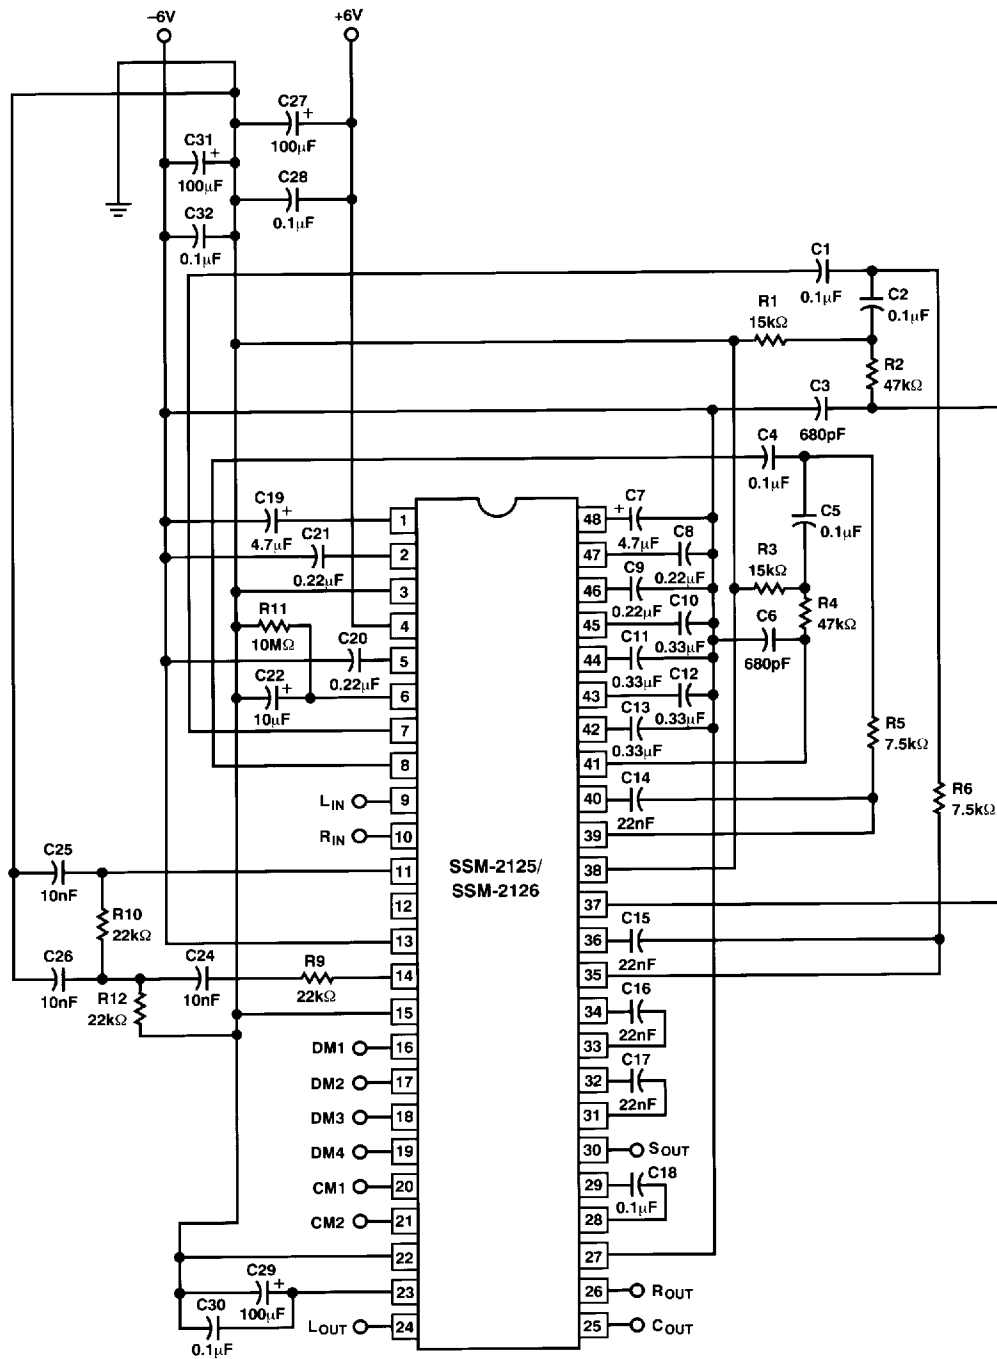 –6V
+6V
C27
+
100µF
C31
+
100µF
C28
0.1µF
C32
0.1µF
C1
0.1µF
C2
0.1µF
R1
15kΩ
R2
47kΩ
C3
680pF
C4
0.1µF
C5
0.1µF
R3
15kΩ
R4
47kΩ
C6
680pF
R5
7.5kΩ
R6
7.5kΩ
C19
+
4.7µF
C21
0.22µF
R11
10MΩ
C20
0.22µF
C22
+
10µF
LIN
RIN
C25
10nF
R10
22kΩ
C26
10nF
R12
22kΩ
C24
10nF
R9
22kΩ
DM1
DM2
DM3
DM4
CM1
CM2
C29
+
100µF
C30
0.1µF
LOUT
1
2
3
4
5
6
7
8
9
10
11
12
13
14
15
16
17
18
19
20
21
22
23
24
SSM-2125/
SSM-2126
48
47
46
45
44
43
42
41
40
39
38
37
36
35
34
33
32
31
30
29
28
27
26
25
+
C7
4.7µF
C8
0.22µF
C9
0.22µF
C10
0.33µF
C11
0.33µF
C12
0.33µF
C13
0.33µF
C14
22nF
C15
22nF
C16
22nF
C17
22nF
SOUT
C18
0.1µF
ROUT
COUT